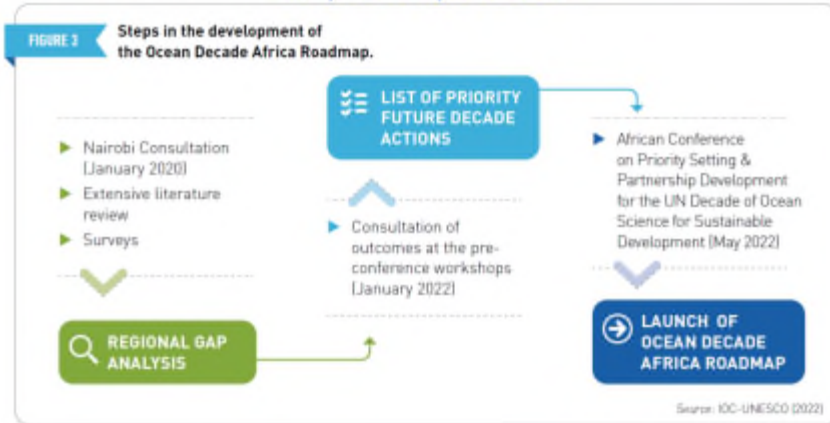 FIGURE 3
Steps in the development of
the Ocean Decade Africa Roadmap.
Nairobi Consultation
(January 2020)
Extensive literature
review
Surveys
REGIONAL GAP
ANALYSIS
LIST OF PRIORITY
FUTURE DECADE
ACTIONS
Consultation of
outcomes at the pre-
conference workshops
(January 2022)
African Conference
on Priority Setting &
Partnership Development
for the UN Decade of Ocean
Science for Sustainable
Development (May 2022)
LAUNCH OF
OCEAN DECADE
AFRICA ROADMAP
Source: IOC-UNESCO (2022)